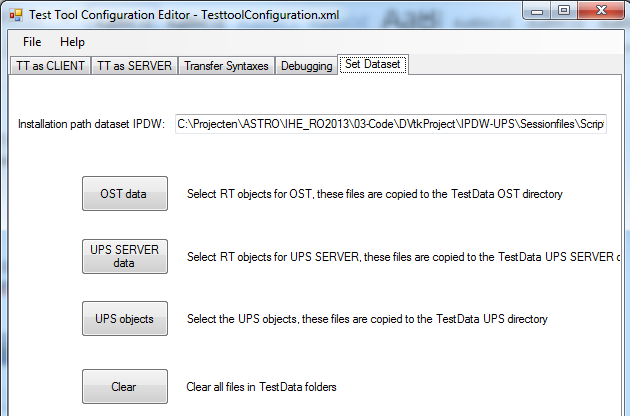 Test Tool Configuration Editor - TesttoolConfiguration.xml
File Help
TT as CLIENT TT as SERVER Transfer Syntaxes Debugging Set Dataset
Installation path dataset IPDW: C:\Projecten\ASTRO\IHE_RO2013\03-Code\DVtkProject\IPDW-UPS\Sessionfiles\Script
OST data Select RT objects for OST, these files are copied to the TestData OST directory
UPS SERVER
data Select RT objects for UPS SERVER, these files are copied to the TestData UPS SERVER
UPS objects Select the UPS objects, these files are copied to the TestData UPS directory
Clear Clear all files in TestData folders